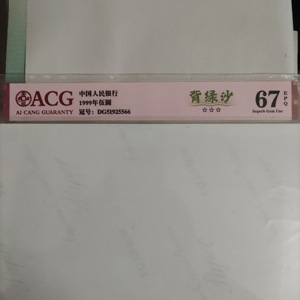 ACG
AI CANG GUARANTY
中国人民银行
1999年伍圆
冠号: DG51925566
背绿沙
☆☆☆
67
EPQ
Superb Gem Unc